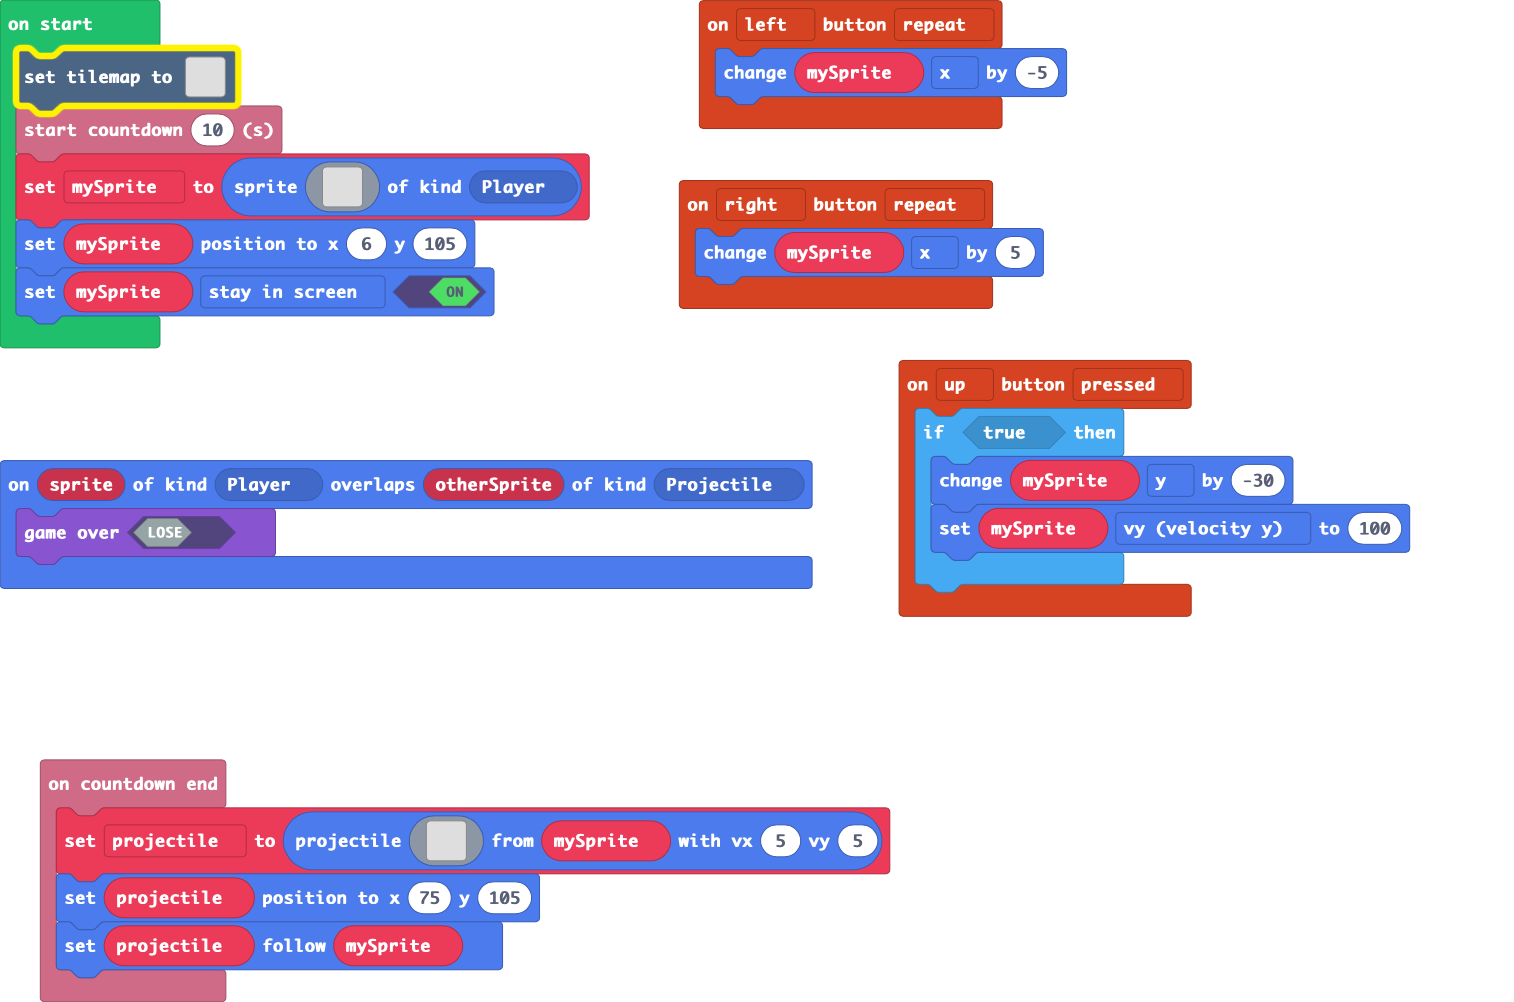 on start
set tilemap to
start countdown 10 (s)
set mySprite to sprite of kind Player
set mySprite position to x 6 y 105
set mySprite stay in screen ON
on left button repeat
change mySprite x by -5
on right button repeat
change mySprite x by 5
on up button pressed
if true then
change mySprite y by -30
set mySprite vy (velocity y) to 100
on sprite of kind Player overlaps otherSprite of kind Projectile
game over LOSE
on countdown end
set projectile to projectile from mySprite with vx 5 vy 5
set projectile position to x 75 y 105
set projectile follow mySprite